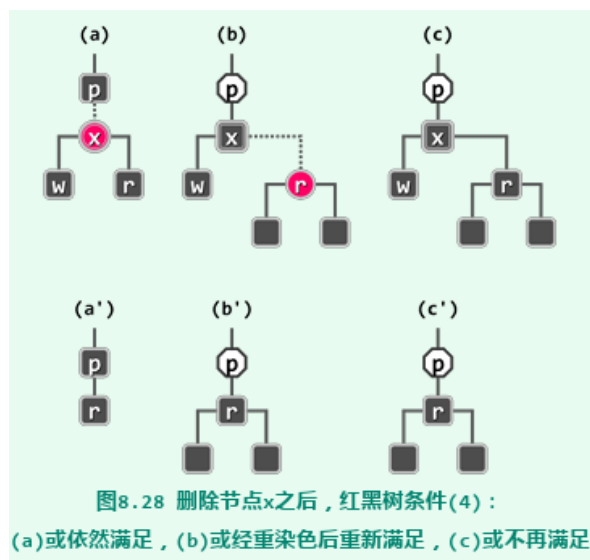 (a) (b) (c)
p p p
x x x
w r w r w r
(a') (b') (c')
p p p
r r r
图8.28 删除节点x之后，红黑树条件(4)：
(a)或依然满足，(b)或经重染色后重新满足，(c)或不再满足